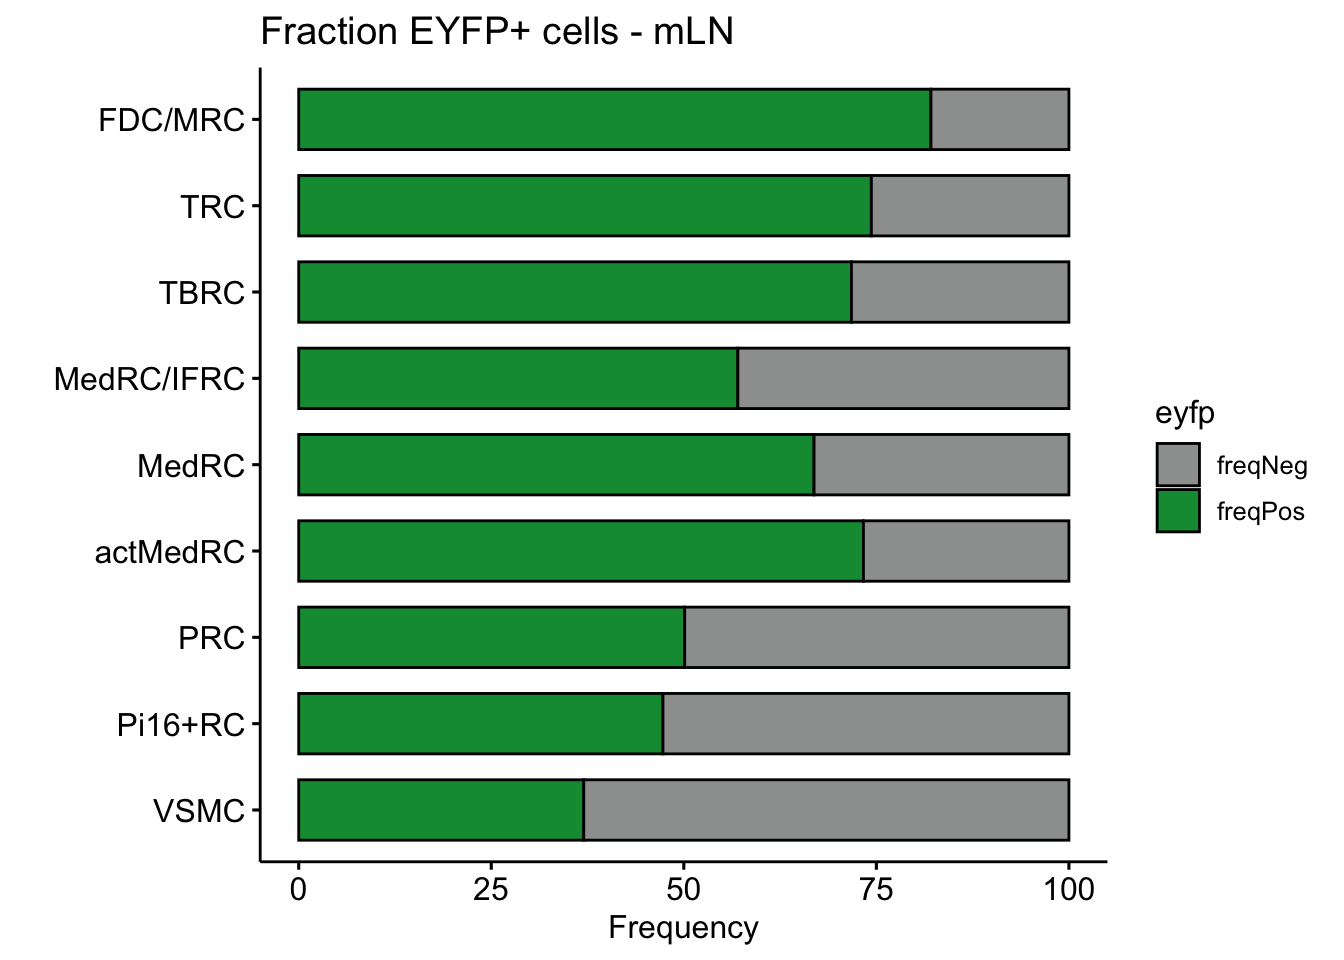 Fraction EYFP+ cells - mLN
FDC/MRC
TRC
TBRC
MedRC/IFRC
MedRC
actMedRC
PRC
Pi16+RC
VSMC
0 25 50 75 100
Frequency
eyfp
freqNeg
freqPos